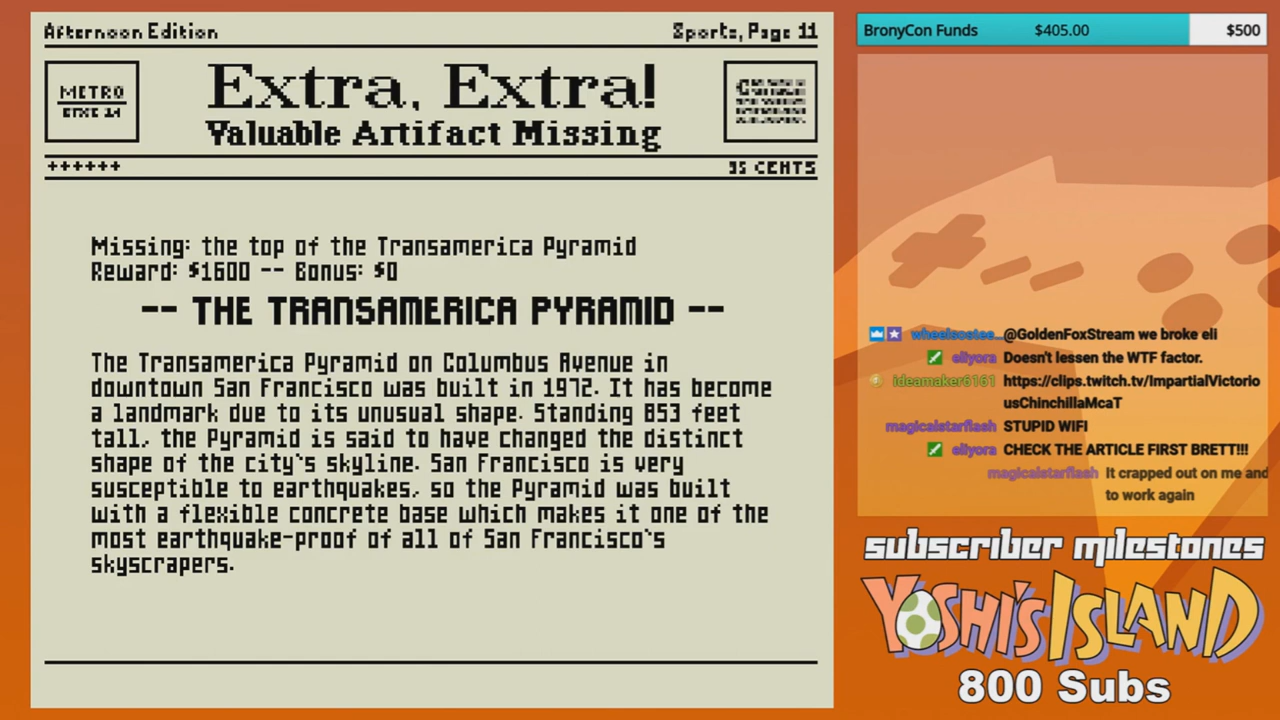 Afternoon Edition
Sports, Page 11
METRO
Extra, Extra!
Valuable Artifact Missing
++++++
35 CENTS
Missing: the top of the Transamerica Pyramid
Reward: $1600 -- Bonus: $0
-- THE TRANSAMERICA PYRAMID --
The Transamerica Pyramid on Columbus Avenue in
downtown San Francisco was built in 1972. It has become
a landmark due to its unusual shape. Standing 853 feet
tall, the Pyramid is said to have changed the distinct
shape of the city's skyline. San Francisco is very
susceptible to earthquakes, so the Pyramid was built
with a flexible concrete base which makes it one of the
most earthquake-proof of all of San Francisco's
skyscrapers.
BronyCon Funds $405.00 $500
wheelsostee... @GoldenFoxStream we broke eli
eliyora Doesn't lessen the WTF factor.
ideamaker6161 https://clips.twitch.tv/ImpartialVictorio
usChinchillaMcaT
magicalstarflash STUPID WIFI
eliyora CHECK THE ARTICLE FIRST BRETT!!!
magicalstarflash It crapped out on me and
to work again
subscriber milestones
YOSHI'S ISLAND
800 Subs